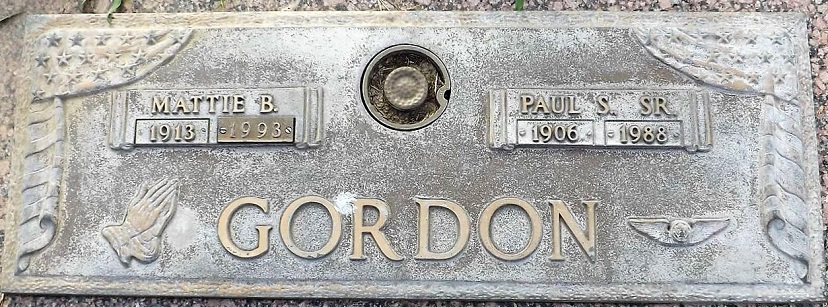 MATTIE B.
1913 1993
PAUL S. SR.
1906 1988
GORDON